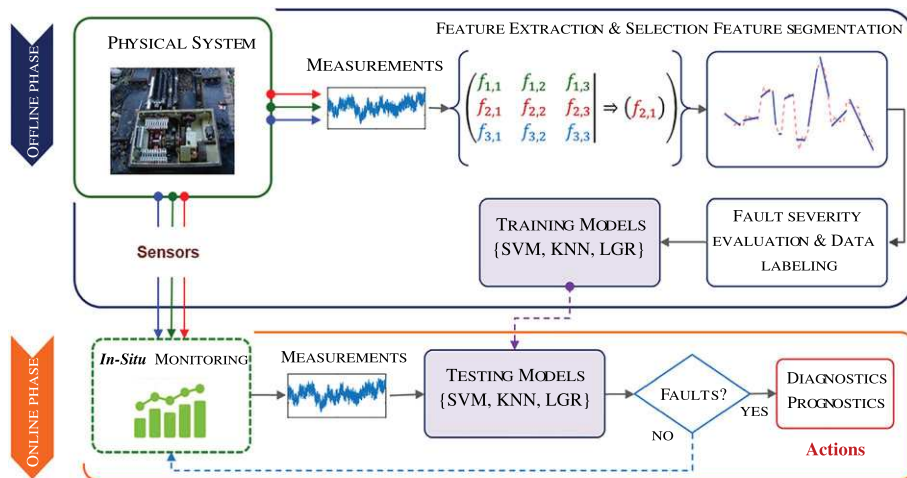 OFFLINE PHASE
PHYSICAL SYSTEM
MEASUREMENTS
FEATURE EXTRACTION & SELECTION
f1,1 f1,2 f1,3
f2,1 f2,2 f2,3 ⇒ (f2,1)
f3,1 f3,2 f3,3
FEATURE SEGMENTATION
Sensors
TRAINING MODELS
{SVM, KNN, LGR}
FAULT SEVERITY
EVALUATION & DATA
LABELING
ONLINE PHASE
In-Situ MONITORING
MEASUREMENTS
TESTING MODELS
{SVM, KNN, LGR}
FAULTS?
YES
NO
DIAGNOSTICS
PROGNOSTICS
Actions